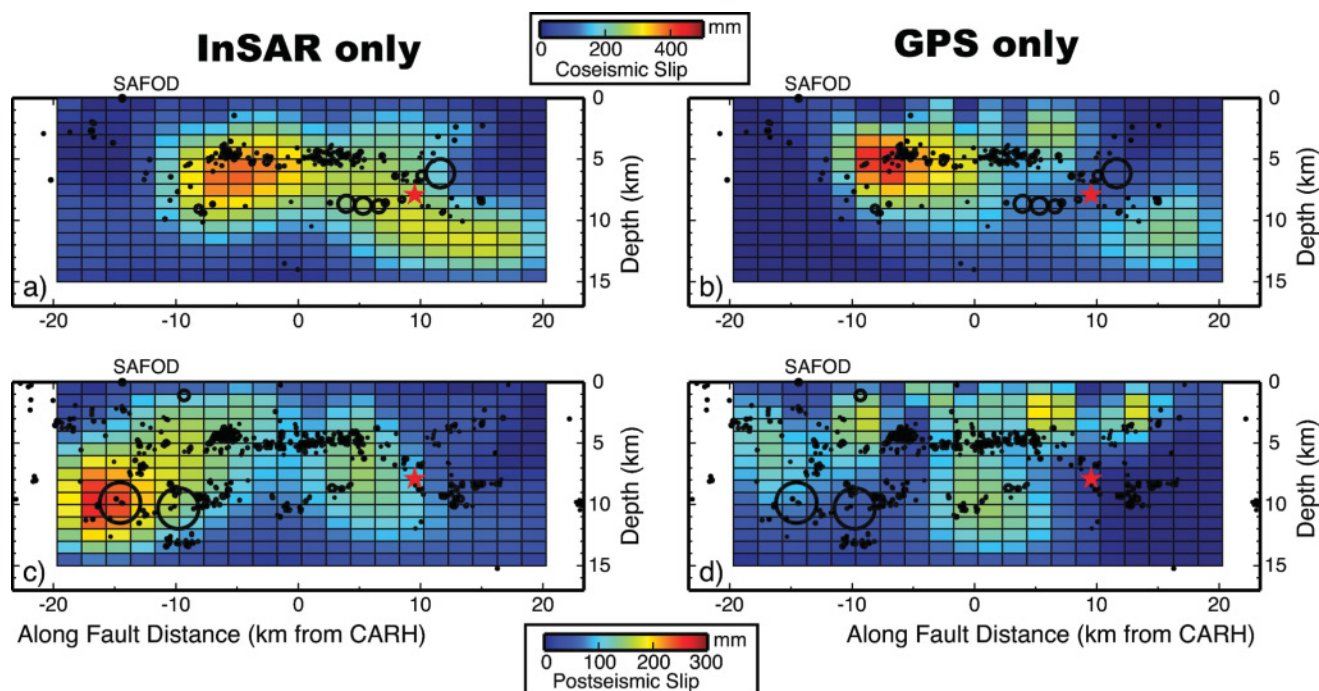 InSAR only
GPS only
0 200 400 mm
Coseismic Slip
SAFOD
SAFOD
0
5
10
15
Depth (km)
0
5
10
15
Depth (km)
a)
b)
-20 -10 0 10 20
-20 -10 0 10 20
SAFOD
SAFOD
0
5
10
15
Depth (km)
0
5
10
15
Depth (km)
c)
d)
-20 -10 0 10 20
-20 -10 0 10 20
Along Fault Distance (km from CARH)
Along Fault Distance (km from CARH)
mm
0 100 200 300
Postseismic Slip